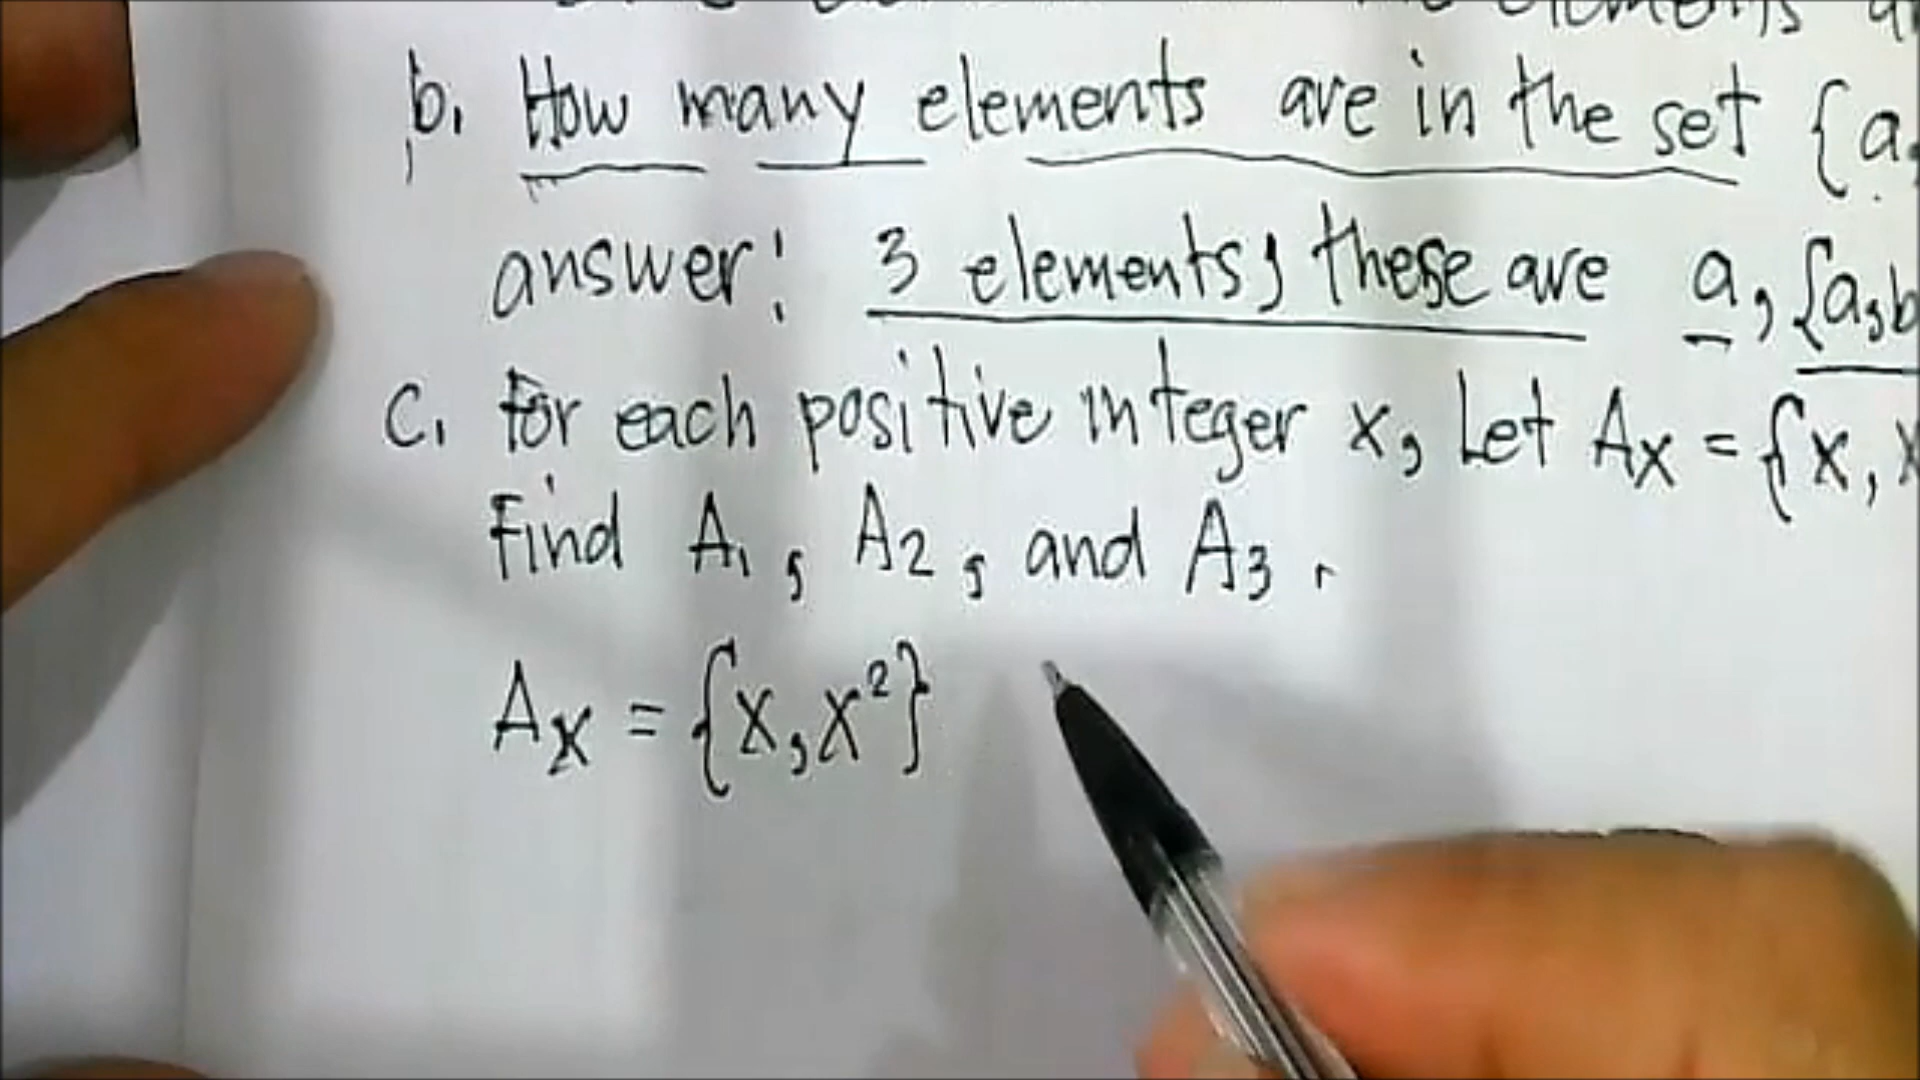 elements
b. How many elements are in the set {a,
answer: 3 elements; these are a, {a,b
c. For each positive integer x, Let Ax = {x, x
Find A1, A2, and A3.
Ax = {x, x²}